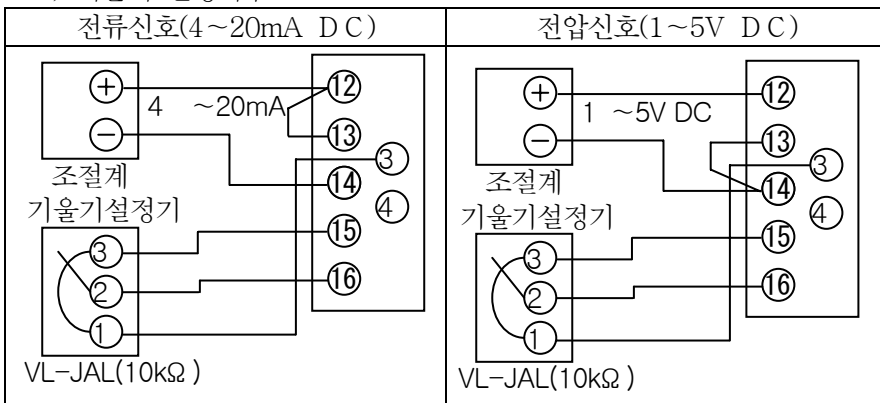 전류신호(4~20mA DC)
+
4 ~20mA
−
조절계
기울기설정기
3
2
1
VL-JAL(10kΩ)
12
13
3
14
4
15
16
전압신호(1~5V DC)
+
1 ~5V DC
−
조절계
기울기설정기
3
2
1
VL-JAL(10kΩ)
12
13
3
14
4
15
16